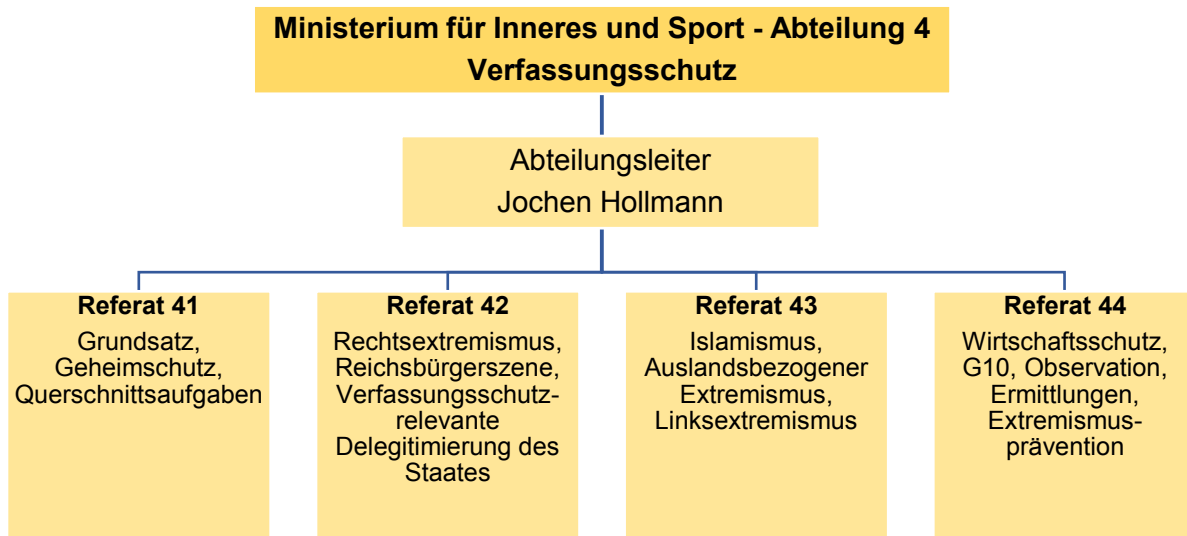 Ministerium für Inneres und Sport - Abteilung 4
Verfassungsschutz
Abteilungsleiter
Jochen Hollmann
Referat 41
Grundsatz,
Geheimschutz,
Querschnittsaufgaben
Referat 42
Rechtsextremismus,
Reichsbürgerszene,
Verfassungsschutz-
relevante
Delegitimierung des
Staates
Referat 43
Islamismus,
Auslandsbezogener
Extremismus,
Linksextremismus
Referat 44
Wirtschaftsschutz,
G10, Observation,
Ermittlungen,
Extremismus-
prävention